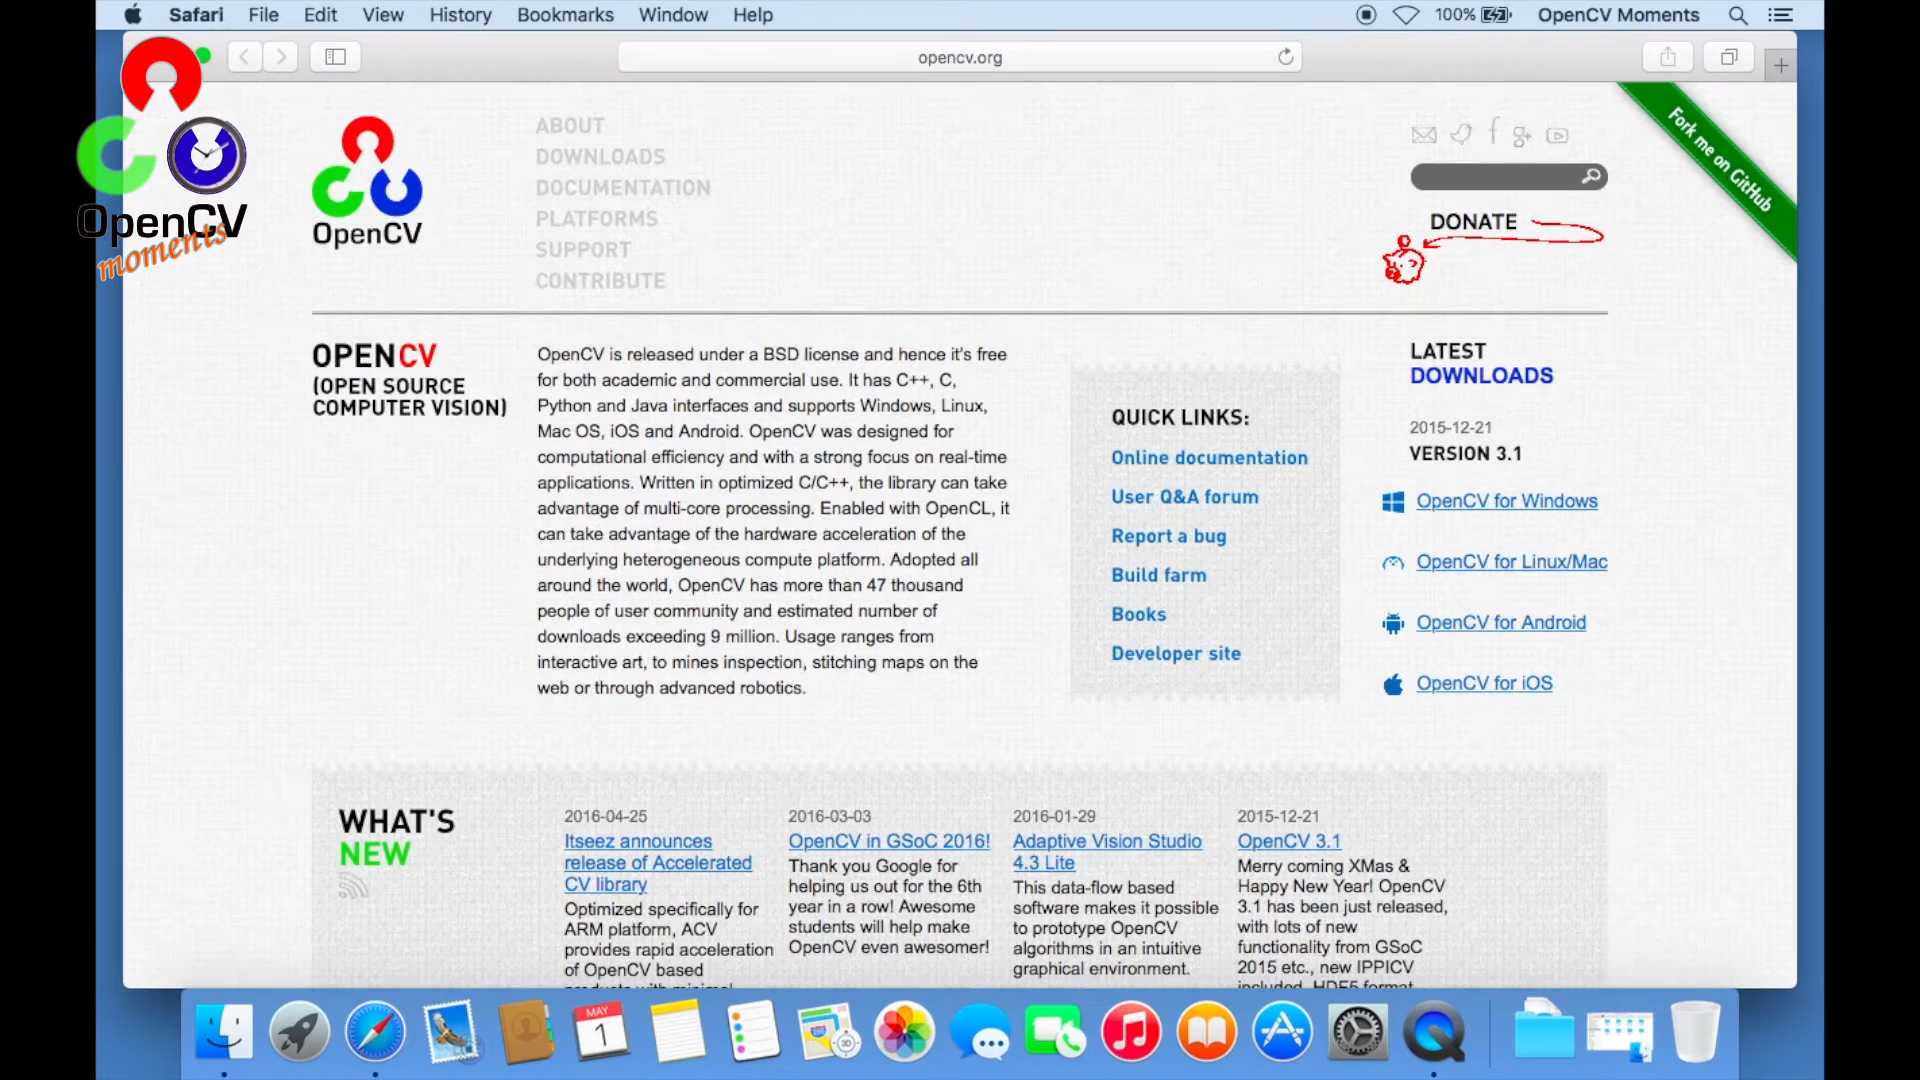 Safari File Edit View History Bookmarks Window Help 100% OpenCV Moments
opencv.org
OpenCV
moments
OpenCV
ABOUT
DOWNLOADS
DOCUMENTATION
PLATFORMS
SUPPORT
CONTRIBUTE
DONATE
Fork me on GitHub
OPENCV
(OPEN SOURCE
COMPUTER VISION)
OpenCV is released under a BSD license and hence it's free
for both academic and commercial use. It has C++, C,
Python and Java interfaces and supports Windows, Linux,
Mac OS, iOS and Android. OpenCV was designed for
computational efficiency and with a strong focus on real-time
applications. Written in optimized C/C++, the library can take
advantage of multi-core processing. Enabled with OpenCL, it
can take advantage of the hardware acceleration of the
underlying heterogeneous compute platform. Adopted all
around the world, OpenCV has more than 47 thousand
people of user community and estimated number of
downloads exceeding 9 million. Usage ranges from
interactive art, to mines inspection, stitching maps on the
web or through advanced robotics.
QUICK LINKS:
Online documentation
User Q&A forum
Report a bug
Build farm
Books
Developer site
LATEST
DOWNLOADS
2015-12-21
VERSION 3.1
OpenCV for Windows
OpenCV for Linux/Mac
OpenCV for Android
OpenCV for iOS
WHAT'S
NEW
2016-04-25
Itseez announces
release of Accelerated
CV library
Optimized specifically for
ARM platform, ACV
provides rapid acceleration
of OpenCV based
products with minimal
2016-03-03
OpenCV in GSoC 2016!
Thank you Google for
helping us out for the 6th
year in a row! Awesome
students will help make
OpenCV even awesomer!
2016-01-29
Adaptive Vision Studio
4.3 Lite
This data-flow based
software makes it possible
to prototype OpenCV
algorithms in an intuitive
graphical environment.
2015-12-21
OpenCV 3.1
Merry coming XMas &
Happy New Year! OpenCV
3.1 has been just released,
with lots of new
functionality from GSoC
2015 etc., new IPPICV
included, HDF5 format
MAY
1
3D